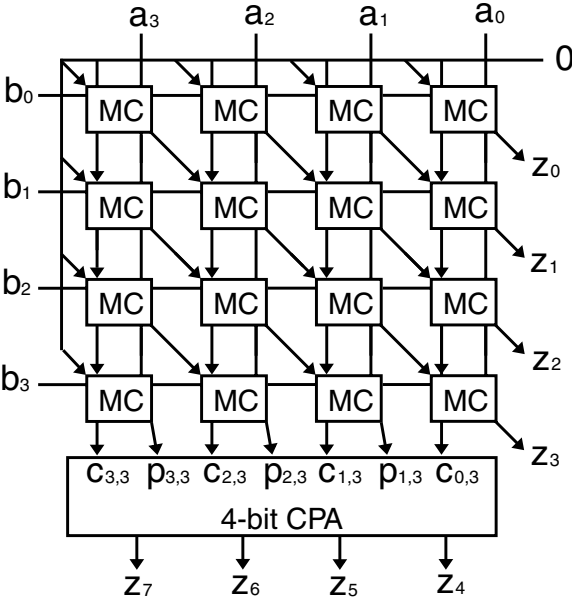 a₃ a₂ a₁ a₀
0
b₀ MC MC MC MC
z₀
b₁ MC MC MC MC
z₁
b₂ MC MC MC MC
z₂
b₃ MC MC MC MC
z₃
c₃,₃ p₃,₃ c₂,₃ p₂,₃ c₁,₃ p₁,₃ c₀,₃
4-bit CPA
z₇ z₆ z₅ z₄